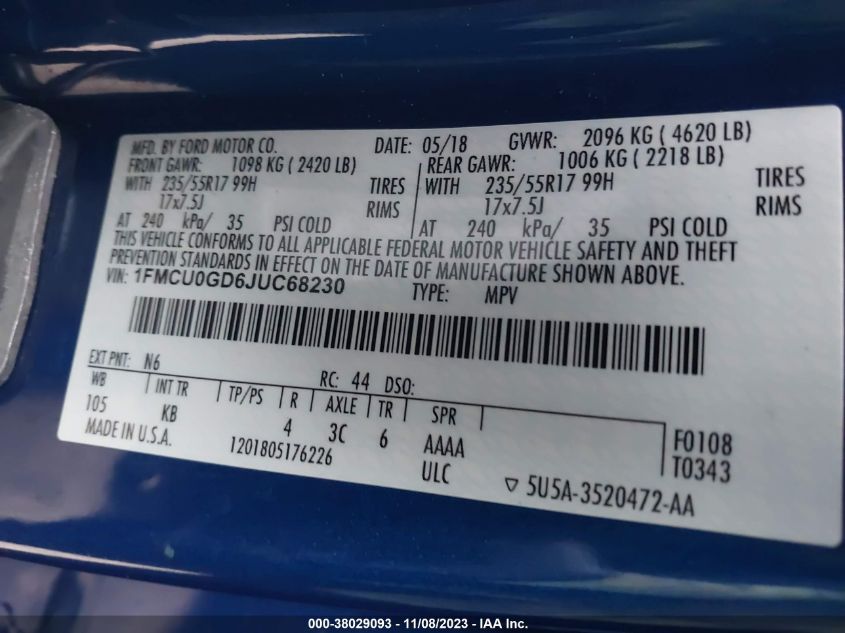 MFD. BY FORD MOTOR CO. DATE: 05/18 GVWR: 2096 KG ( 4620 LB)
FRONT GAWR: 1098 KG ( 2420 LB) REAR GAWR: 1006 KG ( 2218 LB)
WITH 235/55R17 99H TIRES WITH 235/55R17 99H TIRES
17x7.5J RIMS 17x7.5J RIMS
AT 240 kPa/ 35 PSI COLD AT 240 kPa/ 35 PSI COLD
THIS VEHICLE CONFORMS TO ALL APPLICABLE FEDERAL MOTOR VEHICLE SAFETY AND THEFT
PREVENTION STANDARDS IN EFFECT ON THE DATE OF MANUFACTURE SHOWN ABOVE.
VIN: 1FMCU0GD6JUC68230 TYPE: MPV
EXT PNT: N6 RC: 44 DSO:
WB INT TR TP/PS R AXLE TR SPR
105 KB 4 3C 6 AAAA F0108
MADE IN U.S.A. 1201805176226 ULC T0343
5U5A-3520472-AA
000-38029093 - 11/08/2023 - IAA Inc.